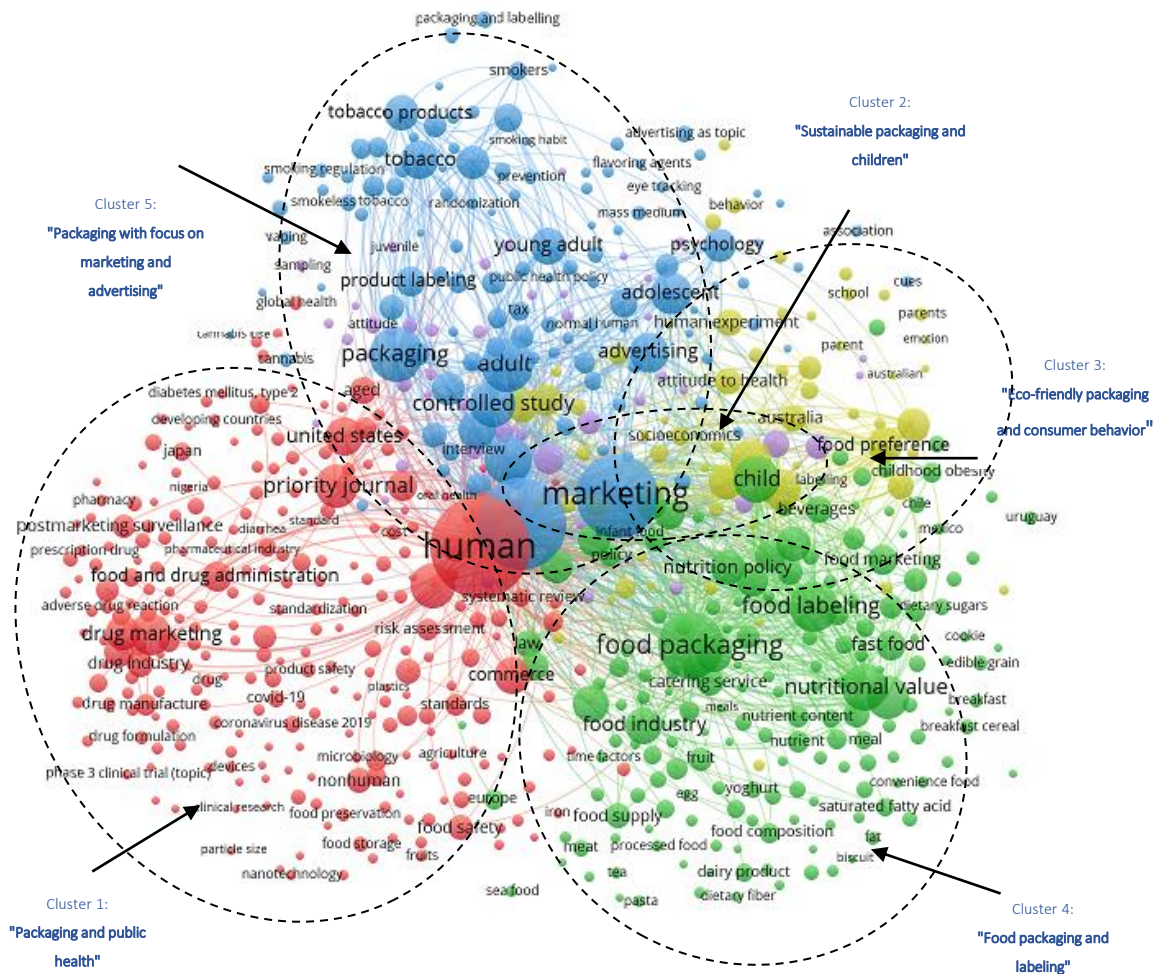 packaging and labelling
smokers
tobacco products
smoking habit
advertising as topic
tobacco
smoking regulation
prevention
flavoring agents
eye tracking
smokeless tobacco
randomization
mass medium
behavior
vaping
juvenile
young adult
psychology
association
sampling
product labeling
public health policy
adolescent
school
cues
global health
tax
attitude
normal human
human experiment
parents
cannabis use
parent
emotion
cannabis
packaging
adult
advertising
australian
diabetes mellitus, type 2
aged
attitude to health
developing countries
controlled study
australia
japan
united states
interview
socioeconomics
food preference
nigeria
priority journal
oral health
marketing
child
labelling
childhood obesity
pharmacy
standard
beverages
chile
postmarketing surveillance
diarrhea
cost
infant food
mexico
uruguay
prescription drug
pharmaceutical industry
human
policy
nutrition policy
food marketing
food and drug administration
systematic review
adverse drug reaction
standardization
food labeling
dietary sugars
drug marketing
risk assessment
law
food packaging
fast food
cookie
drug industry
product safety
commerce
edible grain
drug
plastics
catering service
nutritional value
drug manufacture
covid-19
standards
meals
breakfast
coronavirus disease 2019
food industry
nutrient content
breakfast cereal
drug formulation
microbiology
agriculture
time factors
fruit
nutrient
meal
phase 3 clinical trial (topic)
devices
nonhuman
convenience food
clinical research
food preservation
europe
iron
food supply
egg
yoghurt
saturated fatty acid
particle size
food storage
food safety
meat
processed food
food composition
fat
fruits
biscuit
nanotechnology
sea food
tea
pasta
dairy product
dietary fiber
Cluster 2:
"Sustainable packaging and
children"
Cluster 5:
"Packaging with focus on
marketing and
advertising"
Cluster 3:
"Eco-friendly packaging
and consumer behavior"
Cluster 1:
"Packaging and public
health"
Cluster 4:
"Food packaging and
labeling"